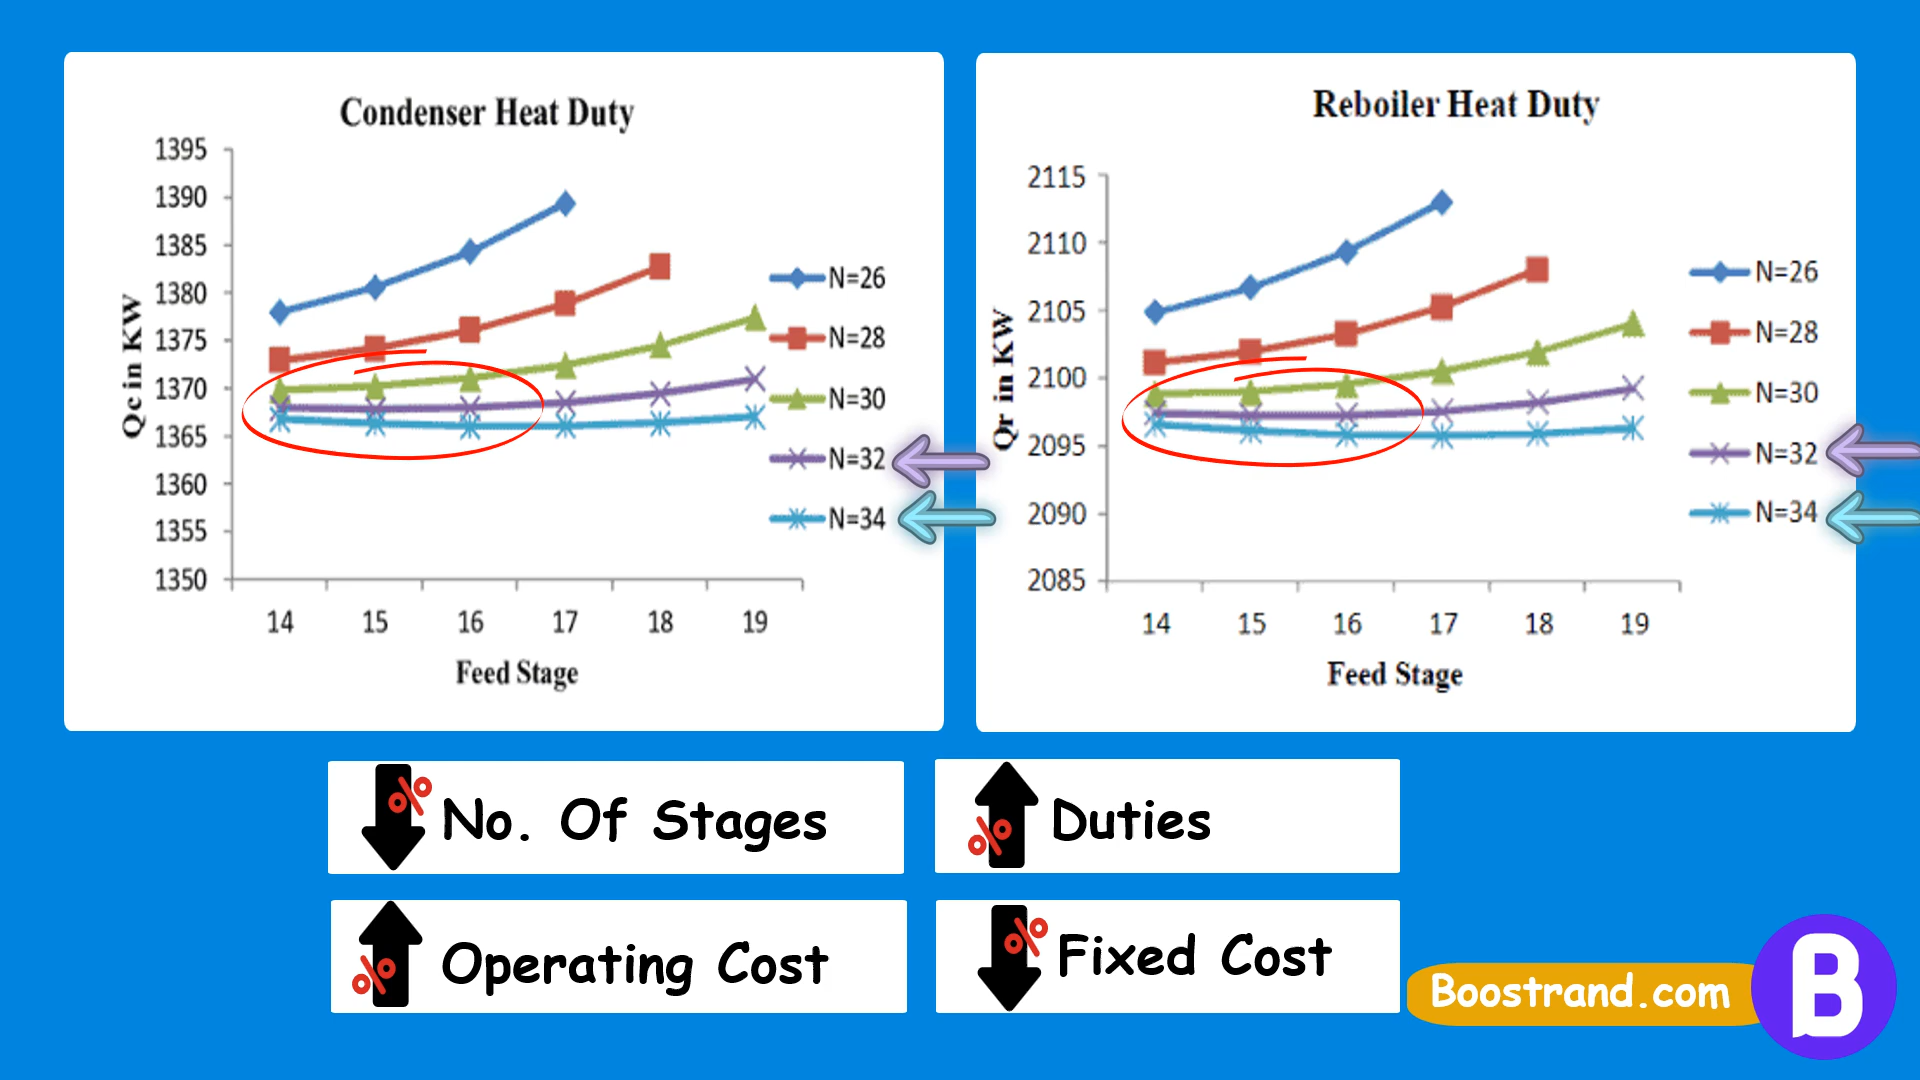 Condenser Heat Duty
1395
1390
1385
1380
1375
1370
1365
1360
1355
1350
Qc in KW
14 15 16 17 18 19
Feed Stage
N=26
N=28
N=30
N=32
N=34
Reboiler Heat Duty
2115
2110
2105
2100
2095
2090
2085
Qr in KW
14 15 16 17 18 19
Feed Stage
N=26
N=28
N=30
N=32
N=34
% No. Of Stages
% Duties
% Operating Cost
% Fixed Cost
Boostrand.com
B